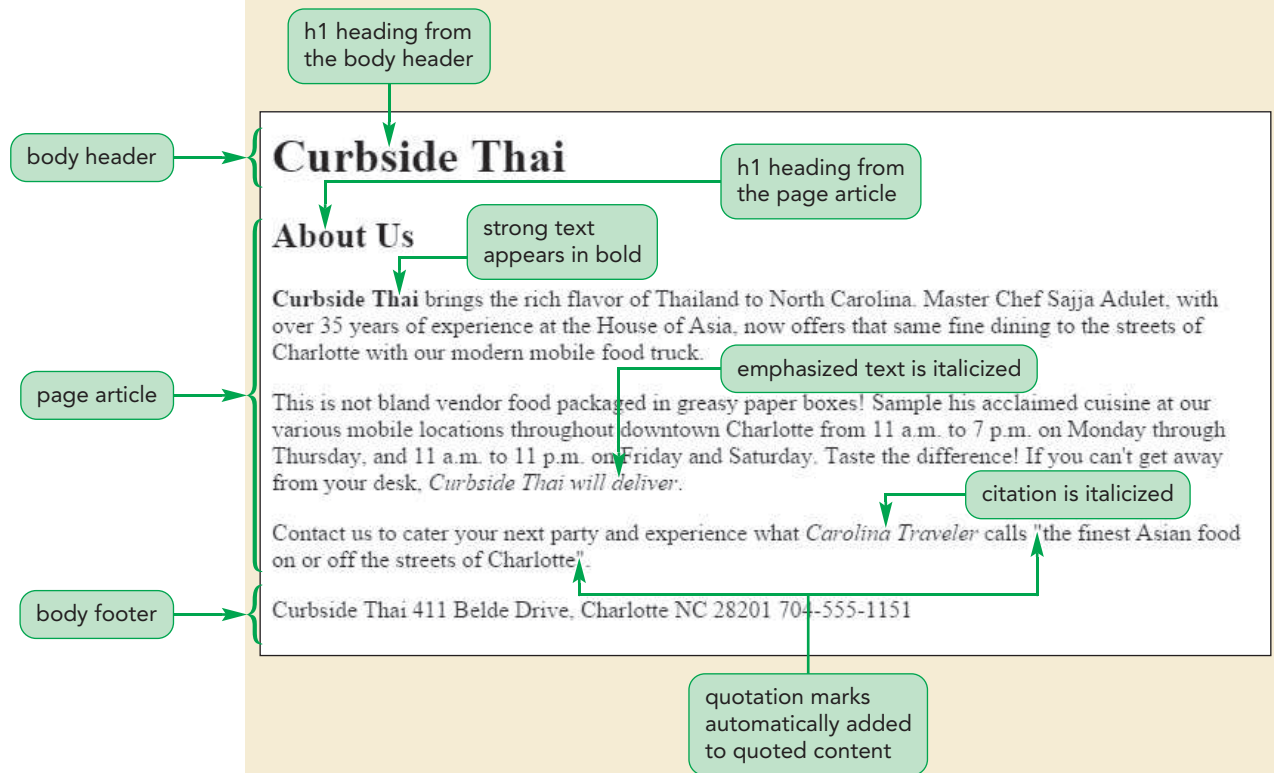 h1 heading from
the body header
body header
Curbside Thai
h1 heading from
the page article
About Us
strong text
appears in bold
Curbside Thai brings the rich flavor of Thailand to North Carolina. Master Chef Sajja Adulet, with
over 35 years of experience at the House of Asia, now offers that same fine dining to the streets of
Charlotte with our modern mobile food truck.
emphasized text is italicized
page article
This is not bland vendor food packaged in greasy paper boxes! Sample his acclaimed cuisine at our
various mobile locations throughout downtown Charlotte from 11 a.m. to 7 p.m. on Monday through
Thursday, and 11 a.m. to 11 p.m. on Friday and Saturday. Taste the difference! If you can't get away
from your desk, Curbside Thai will deliver.
citation is italicized
Contact us to cater your next party and experience what Carolina Traveler calls "the finest Asian food
on or off the streets of Charlotte".
body footer
Curbside Thai 411 Belde Drive, Charlotte NC 28201 704-555-1151
quotation marks
automatically added
to quoted content